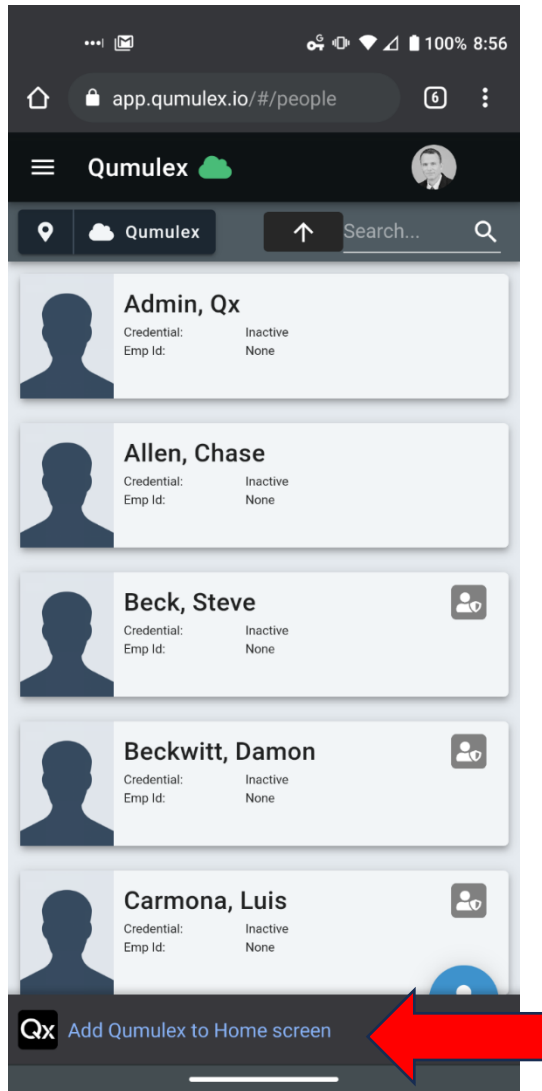 100% 8:56
app.qumulex.io/#/people 6
Qumulex
Qumulex Search...
Admin, Qx
Credential: Inactive
Emp Id: None
Allen, Chase
Credential: Inactive
Emp Id: None
Beck, Steve
Credential: Inactive
Emp Id: None
Beckwitt, Damon
Credential: Inactive
Emp Id: None
Carmona, Luis
Credential: Inactive
Emp Id: None
Qx Add Qumulex to Home screen